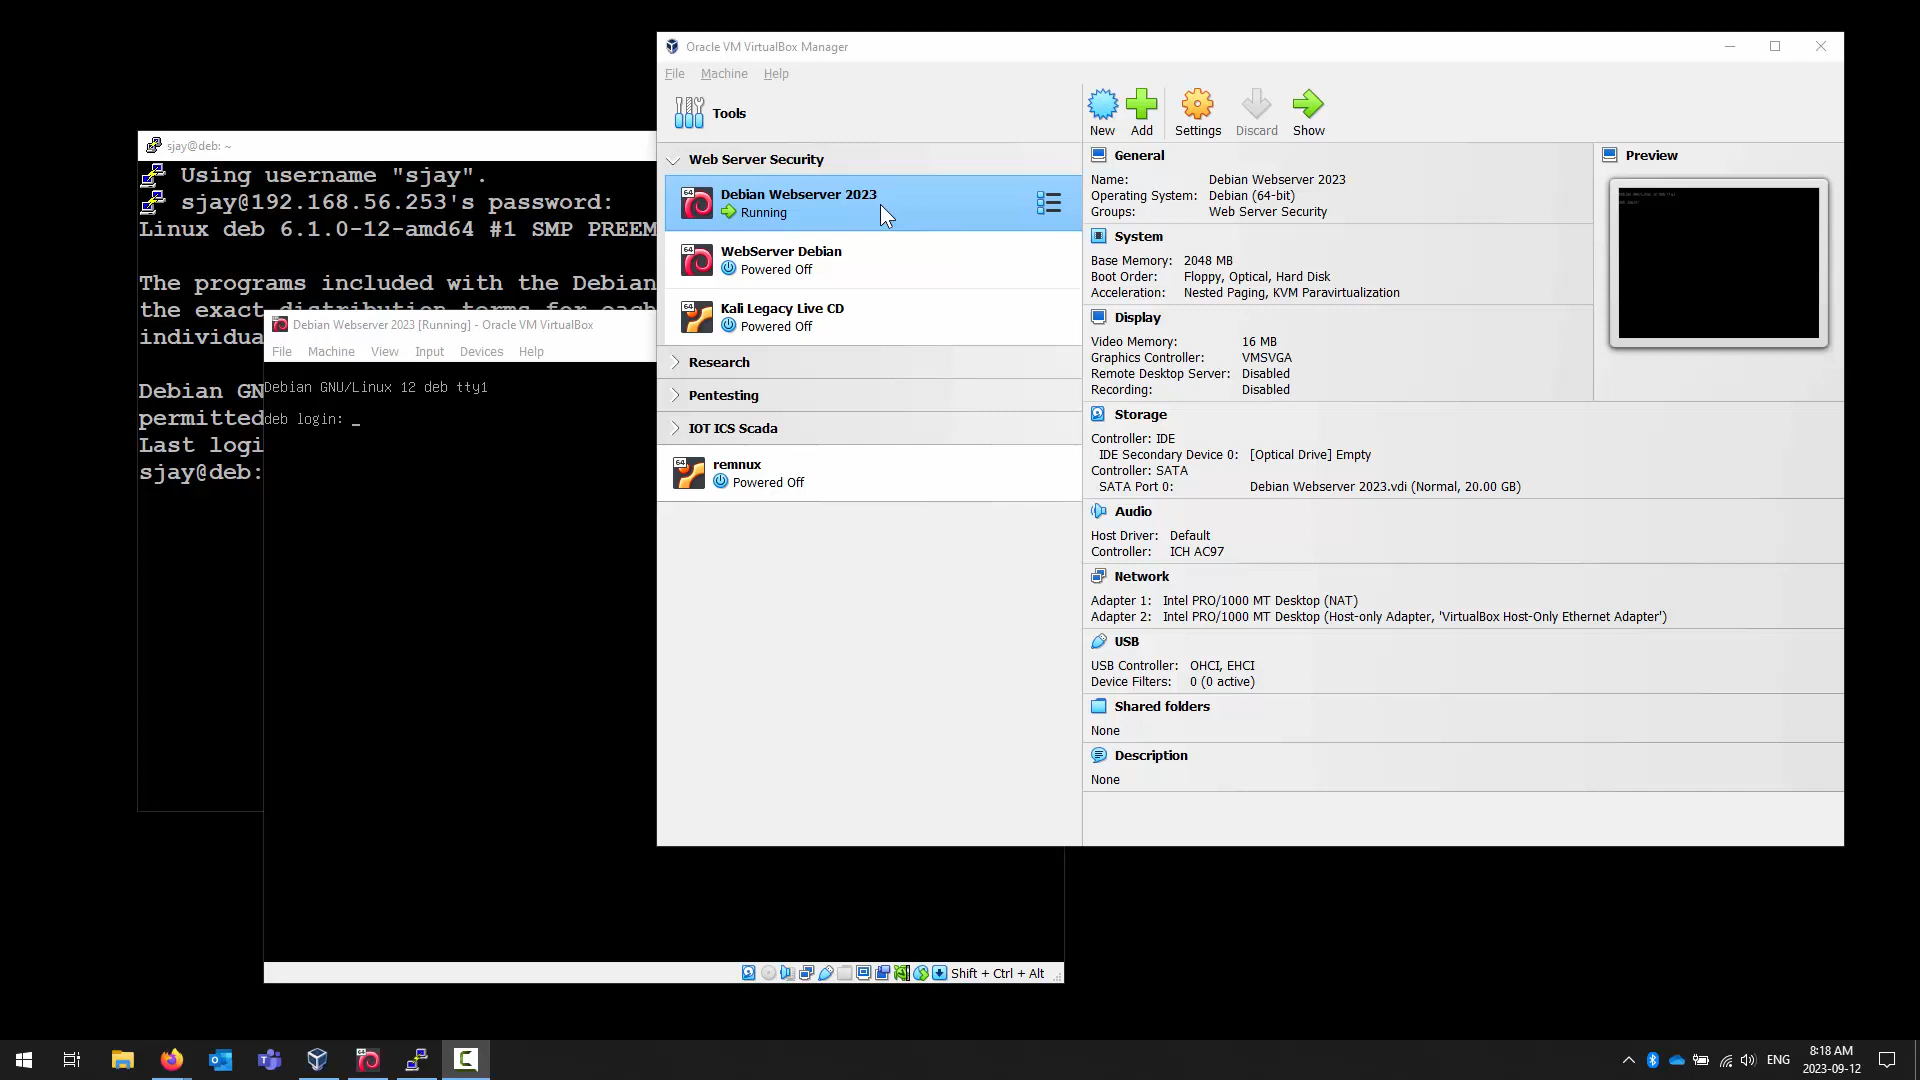 Oracle VM VirtualBox Manager
File Machine Help
Tools
New Add Settings Discard Show
Web Server Security
64
Debian Webserver 2023
Running
64
WebServer Debian
Powered Off
64
Kali Legacy Live CD
Powered Off
Research
Pentesting
IOT ICS Scada
64
remnux
Powered Off
General
Name: Debian Webserver 2023
Operating System: Debian (64-bit)
Groups: Web Server Security
System
Base Memory: 2048 MB
Boot Order: Floppy, Optical, Hard Disk
Acceleration: Nested Paging, KVM Paravirtualization
Display
Video Memory: 16 MB
Graphics Controller: VMSVGA
Remote Desktop Server: Disabled
Recording: Disabled
Storage
Controller: IDE
IDE Secondary Device 0: [Optical Drive] Empty
Controller: SATA
SATA Port 0: Debian Webserver 2023.vdi (Normal, 20.00 GB)
Audio
Host Driver: Default
Controller: ICH AC97
Network
Adapter 1: Intel PRO/1000 MT Desktop (NAT)
Adapter 2: Intel PRO/1000 MT Desktop (Host-only Adapter, 'VirtualBox Host-Only Ethernet Adapter')
USB
USB Controller: OHCI, EHCI
Device Filters: 0 (0 active)
Shared folders
None
Description
None
Preview
sjay@deb: ~
Using username "sjay".
sjay@192.168.56.253's password:
Linux deb 6.1.0-12-amd64 #1 SMP PREEM
The programs included with the Debian
the exact distribution terms for each
individua
Debian GN
permitted
Last logi
sjay@deb:
Debian Webserver 2023 [Running] - Oracle VM VirtualBox
File Machine View Input Devices Help
Debian GNU/Linux 12 deb tty1
deb login: _
Shift + Ctrl + Alt
ENG
8:18 AM
2023-09-12